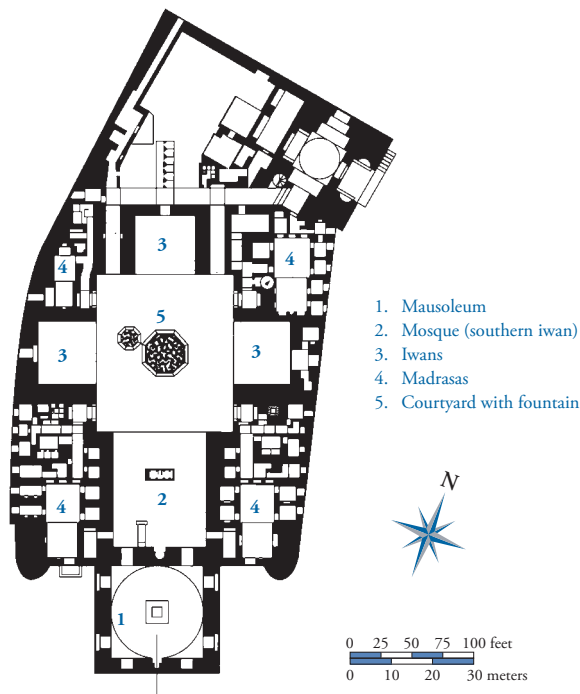 3
4
4
5
3
3
1. Mausoleum
2. Mosque (southern iwan)
3. Iwans
4. Madrasas
5. Courtyard with fountain
4
2
4
N
1
0 25 50 75 100 feet
0 10 20 30 meters